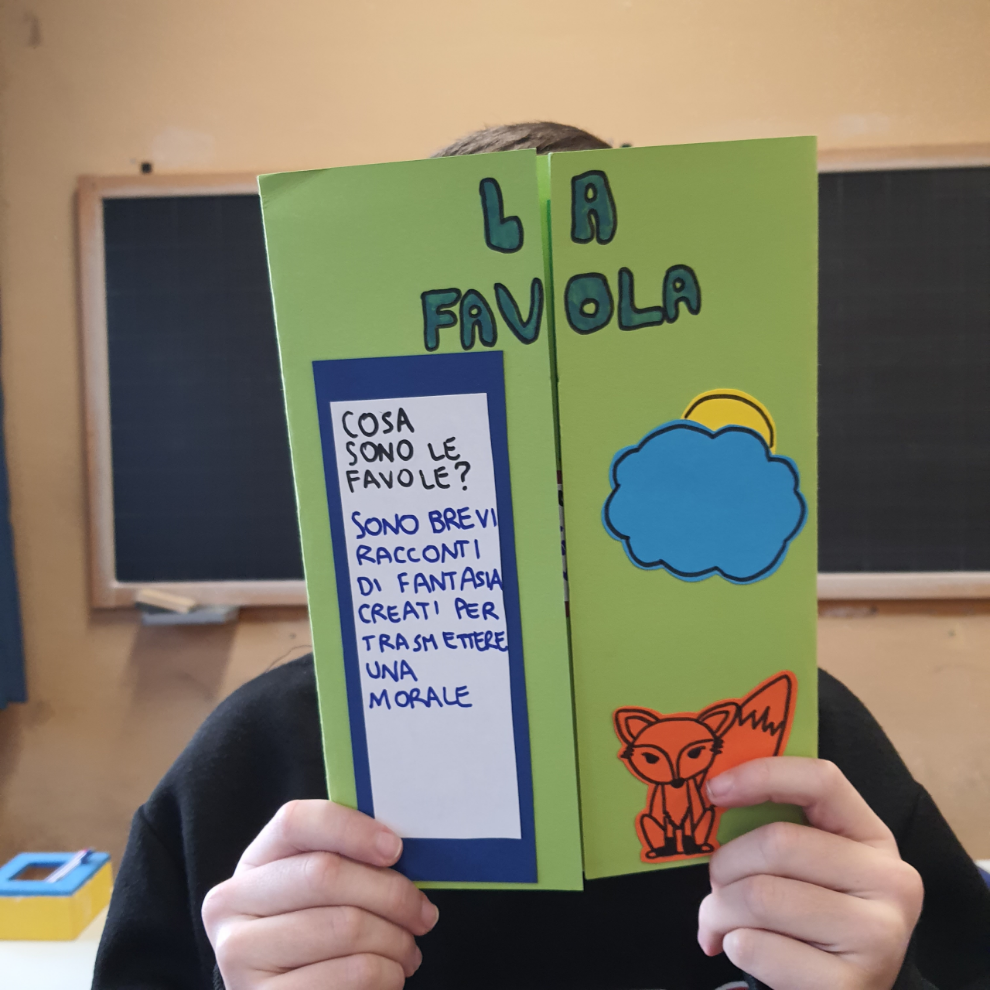 LA
FAVOLA
COSA
SONO LE
FAVOLE?
SONO BREVI
RACCONTI
DI FANTASIA
CREATI PER
TRASMETTERE
UNA
MORALE